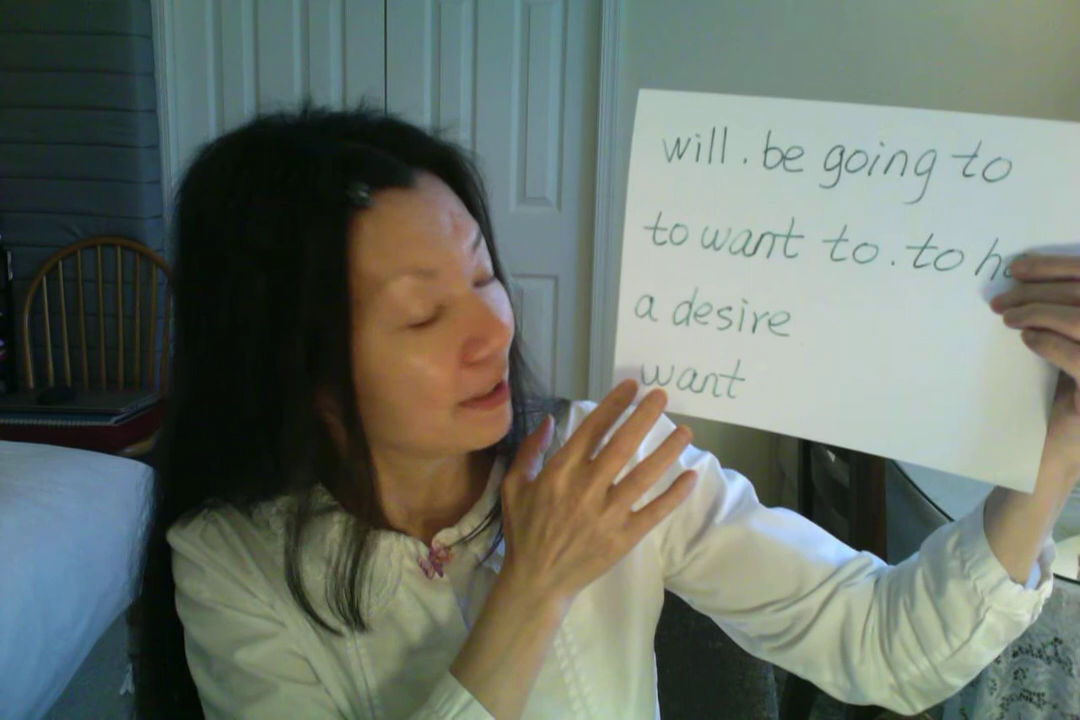 will. be going to
to want to. to
a desire
want